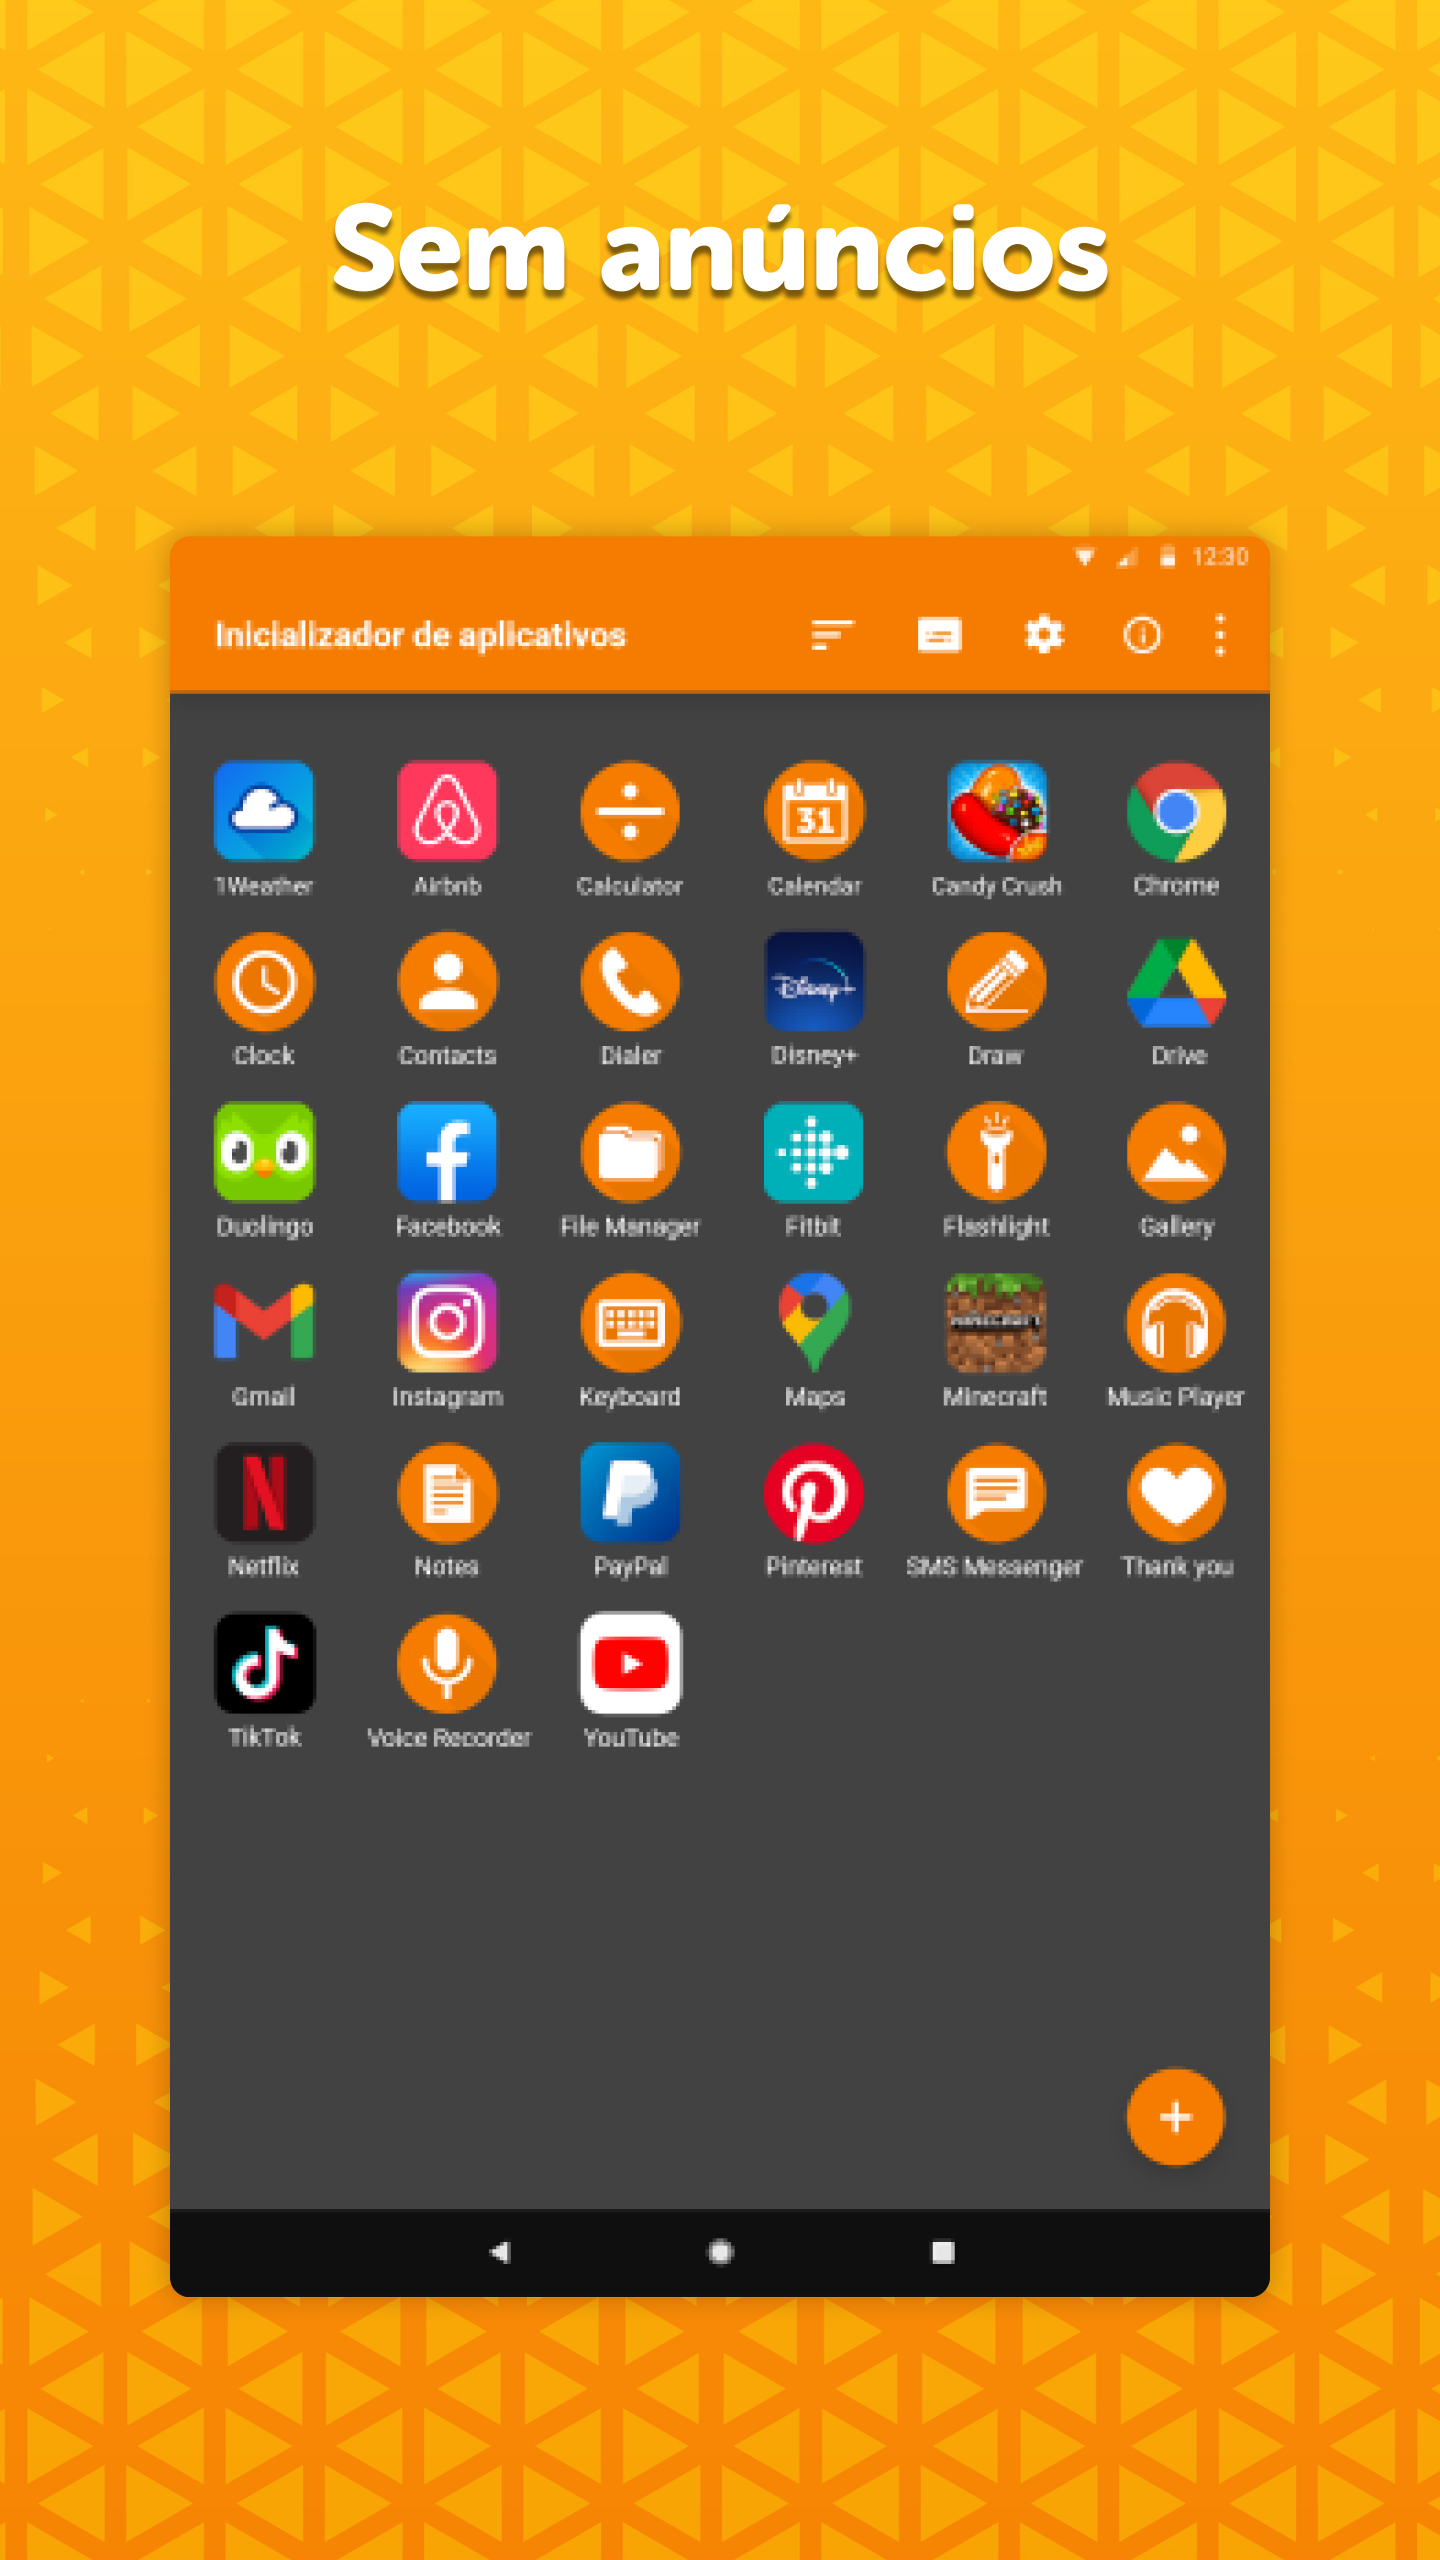 Sem anúncios
12:30
Inicializador de aplicativos
31
1Weather Airbnb Calculator Calendar Candy Crush Chrome
Disney+
Clock Contacts Dialer Disney+ Draw Drive
Duolingo Facebook File Manager Fitbit Flashlight Gallery
MINECRAFT
Gmail Instagram Keyboard Maps Minecraft Music Player
Netflix Notes PayPal Pinterest SMS Messenger Thank you
TikTok Voice Recorder YouTube